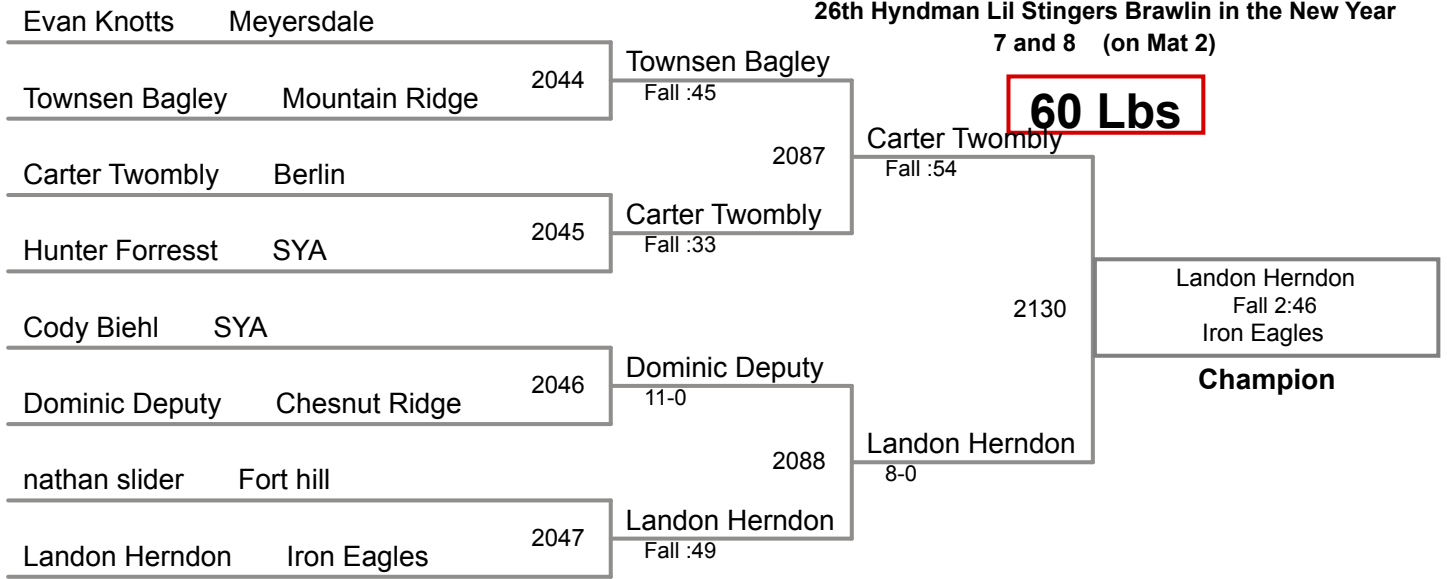 26th Hyndman Lil Stingers Brawlin in the New Year
7 and 8 (on Mat 2)
60 Lbs
Evan Knotts Meyersdale
2044
Townsen Bagley Mountain Ridge
Townsen Bagley
Fall :45
Carter Twombly Berlin
2045
Hunter Forresst SYA
Carter Twombly
Fall :33
2087
Carter Twombly
Fall :54
Cody Biehl SYA
2046
Dominic Deputy Chesnut Ridge
Dominic Deputy
11-0
nathan slider Fort hill
2047
Landon Herndon Iron Eagles
Landon Herndon
Fall :49
2088
Landon Herndon
8-0
2130
Landon Herndon
Fall 2:46
Iron Eagles
Champion